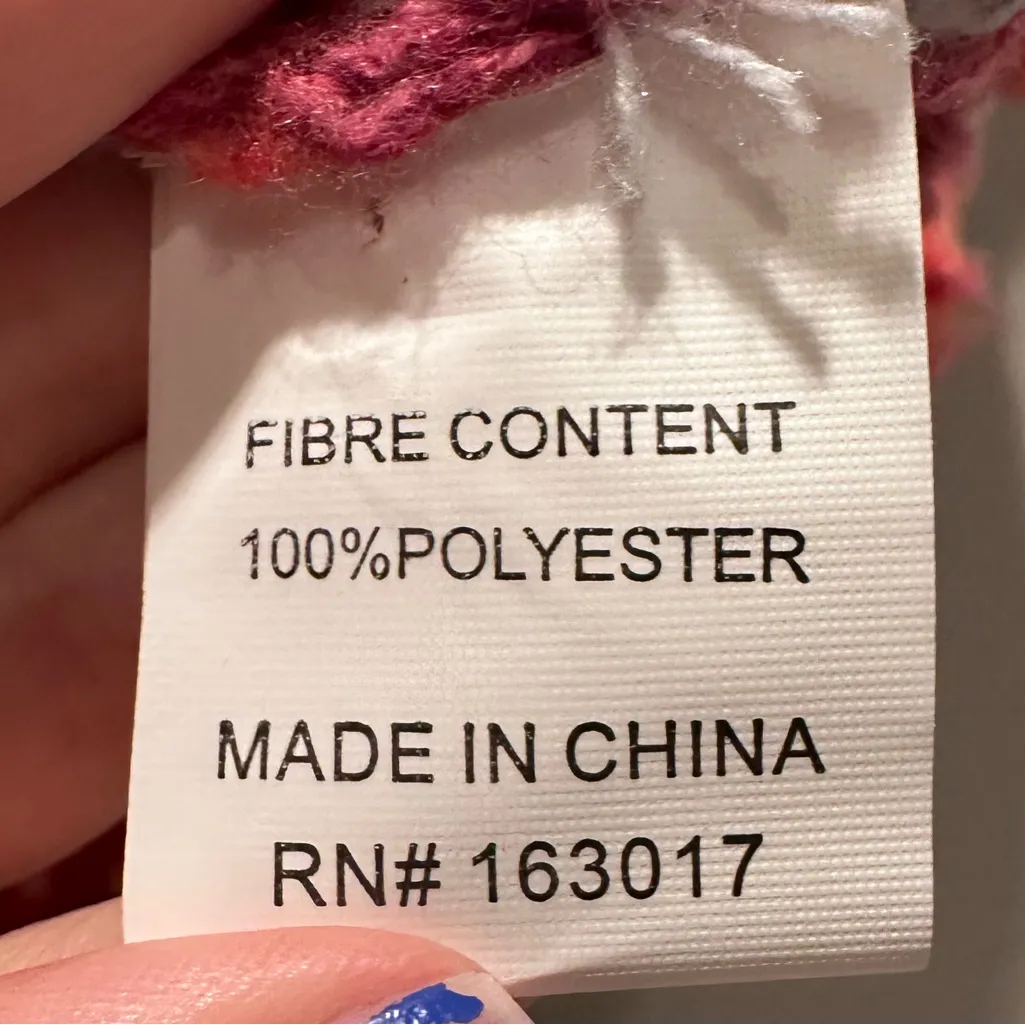 FIBRE CONTENT
100%POLYESTER
MADE IN CHINA
RN# 163017